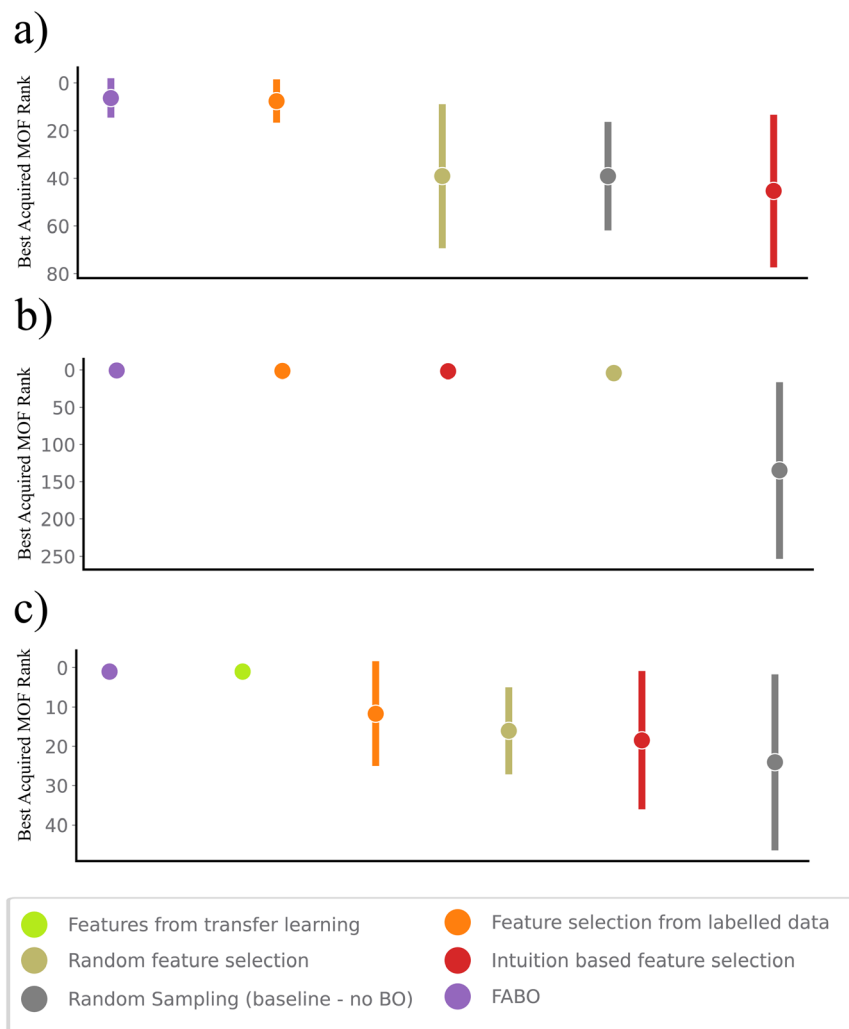 a)
Best Acquired MOF Rank
0
20
40
60
80
b)
Best Acquired MOF Rank
0
50
100
150
200
250
c)
Best Acquired MOF Rank
0
10
20
30
40
Features from transfer learning
Feature selection from labelled data
Random feature selection
Intuition based feature selection
Random Sampling (baseline - no BO)
FABO